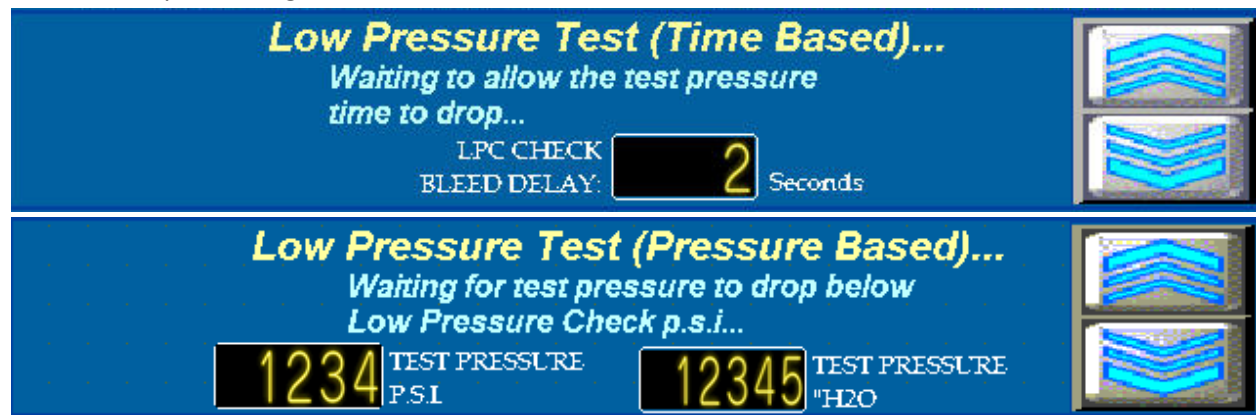 Low Pressure Test (Time Based)...
Waiting to allow the test pressure
time to drop...
LPC CHECK
BLEED DELAY: 2 Seconds
Low Pressure Test (Pressure Based)...
Waiting for test pressure to drop below
Low Pressure Check p.s.i...
1234 TEST PRESSURE
P.S.I.
12345 TEST PRESSURE
"H2O